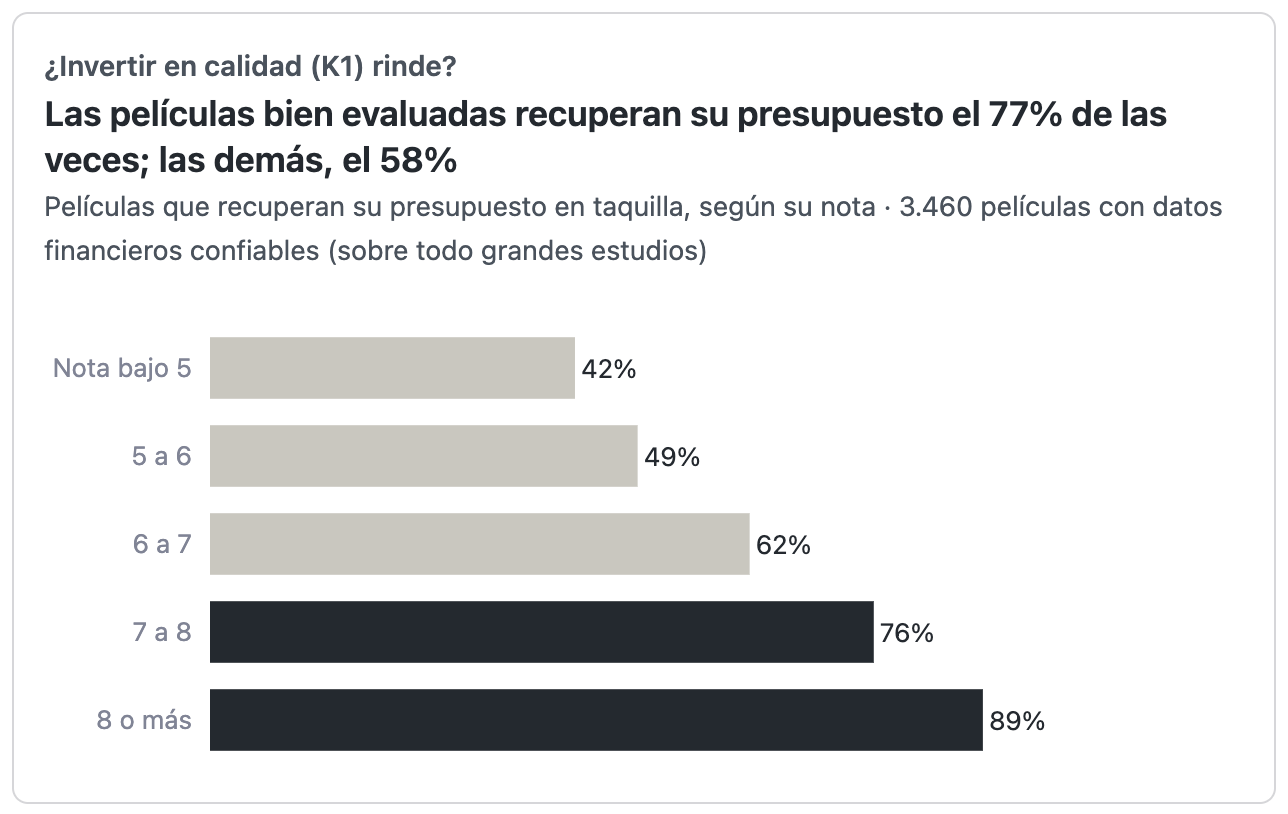 ¿Invertir en calidad (K1) rinde?
Las películas bien evaluadas recuperan su presupuesto el 77% de las
veces; las demás, el 58%
Películas que recuperan su presupuesto en taquilla, según su nota · 3.460 películas con datos
financieros confiables (sobre todo grandes estudios)
Nota bajo 5 42%
5 a 6 49%
6 a 7 62%
7 a 8 76%
8 o más 89%